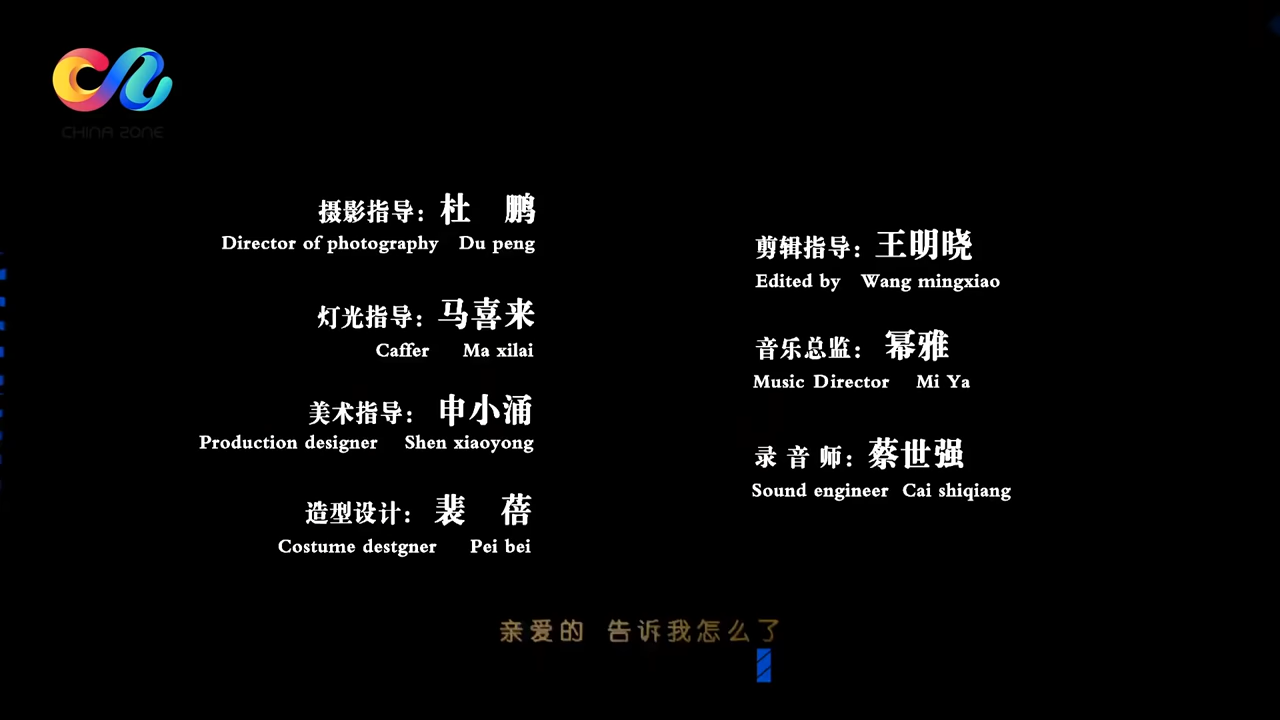 CHINA ZONE
摄影指导：杜 鹏
Director of photography Du peng
灯光指导：马喜来
Caffer Ma xilai
美术指导：申小涌
Production designer Shen xiaoyong
造型设计：裴 蓓
Costume destgner Pei bei
剪辑指导：王明晓
Edited by Wang mingxiao
音乐总监：幂雅
Music Director Mi Ya
录 音 师：蔡世强
Sound engineer Cai shiqiang
亲爱的 告诉我怎么了